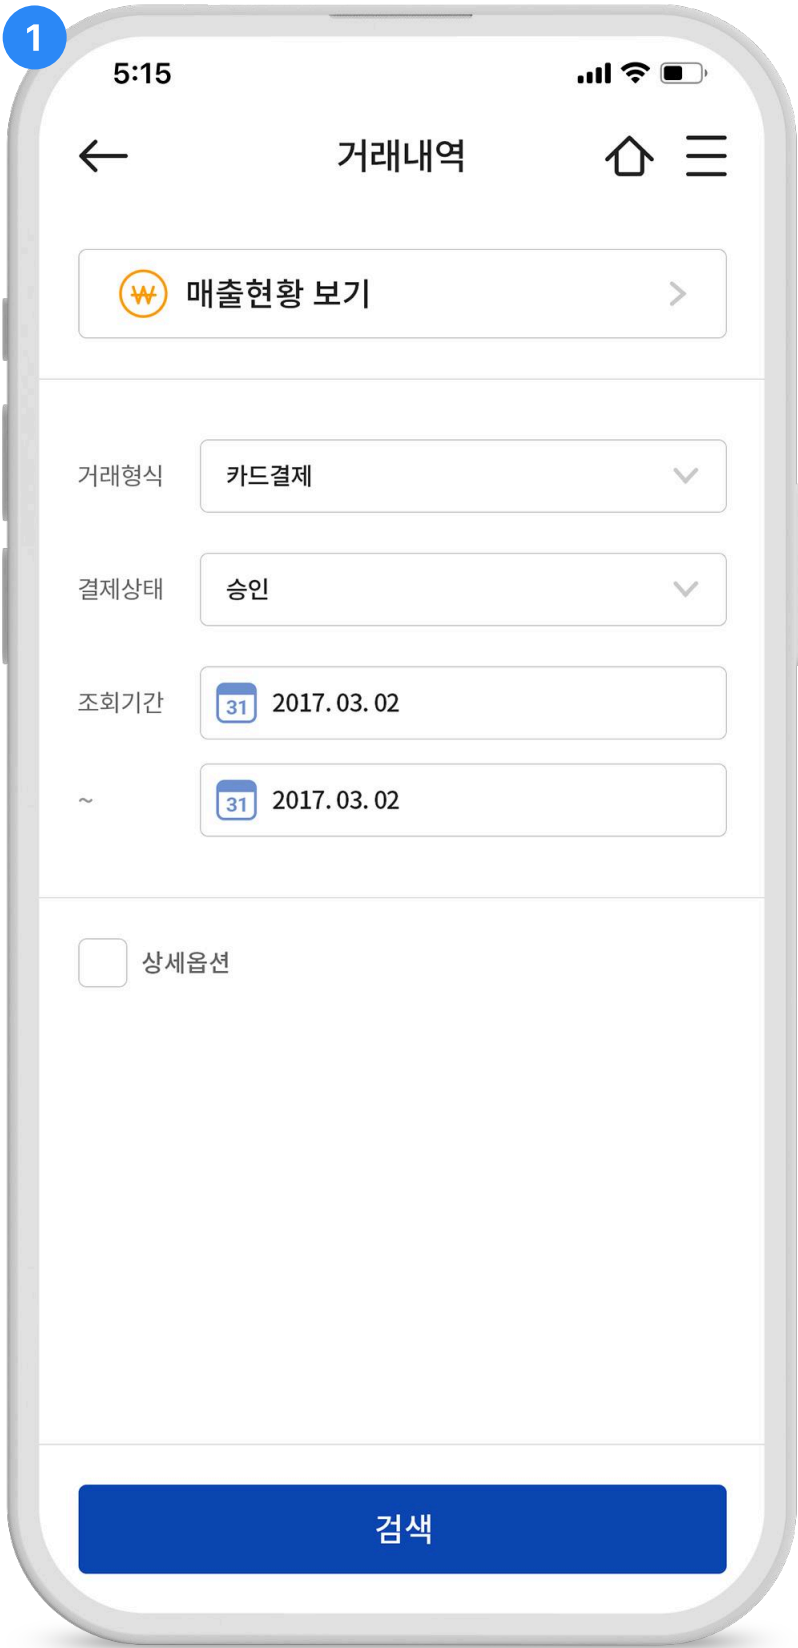 1
5:15
거래내역
₩ 매출현황 보기
거래형식 카드결제
결제상태 승인
조회기간 31 2017. 03. 02
~ 31 2017. 03. 02
상세옵션
검색